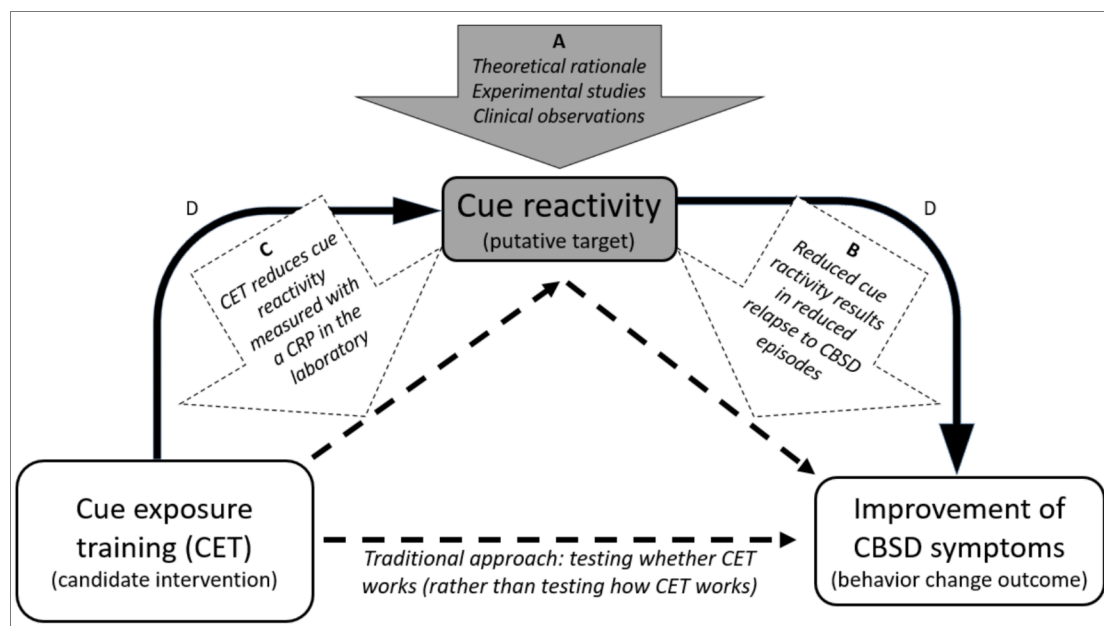 A
Theoretical rationale
Experimental studies
Clinical observations
Cue reactivity
(putative target)
D
D
C
CET reduces cue
reactivity
measured with
a CRP in the
laboratory
B
Reduced cue
ractivity results
in reduced
relapse to CBSD
episodes
Cue exposure
training (CET)
(candidate intervention)
Traditional approach: testing whether CET
works (rather than testing how CET works)
Improvement of
CBSD symptoms
(behavior change outcome)